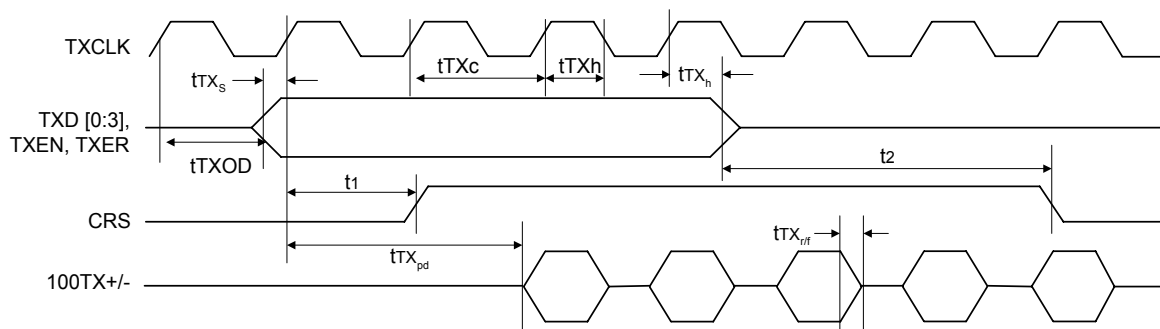 TXCLK
tTXc
tTXh
tTXh
tTXS
TXD [0:3],
TXEN, TXER
tTXOD
t1
t2
CRS
tTXr/f
tTXpd
100TX+/-